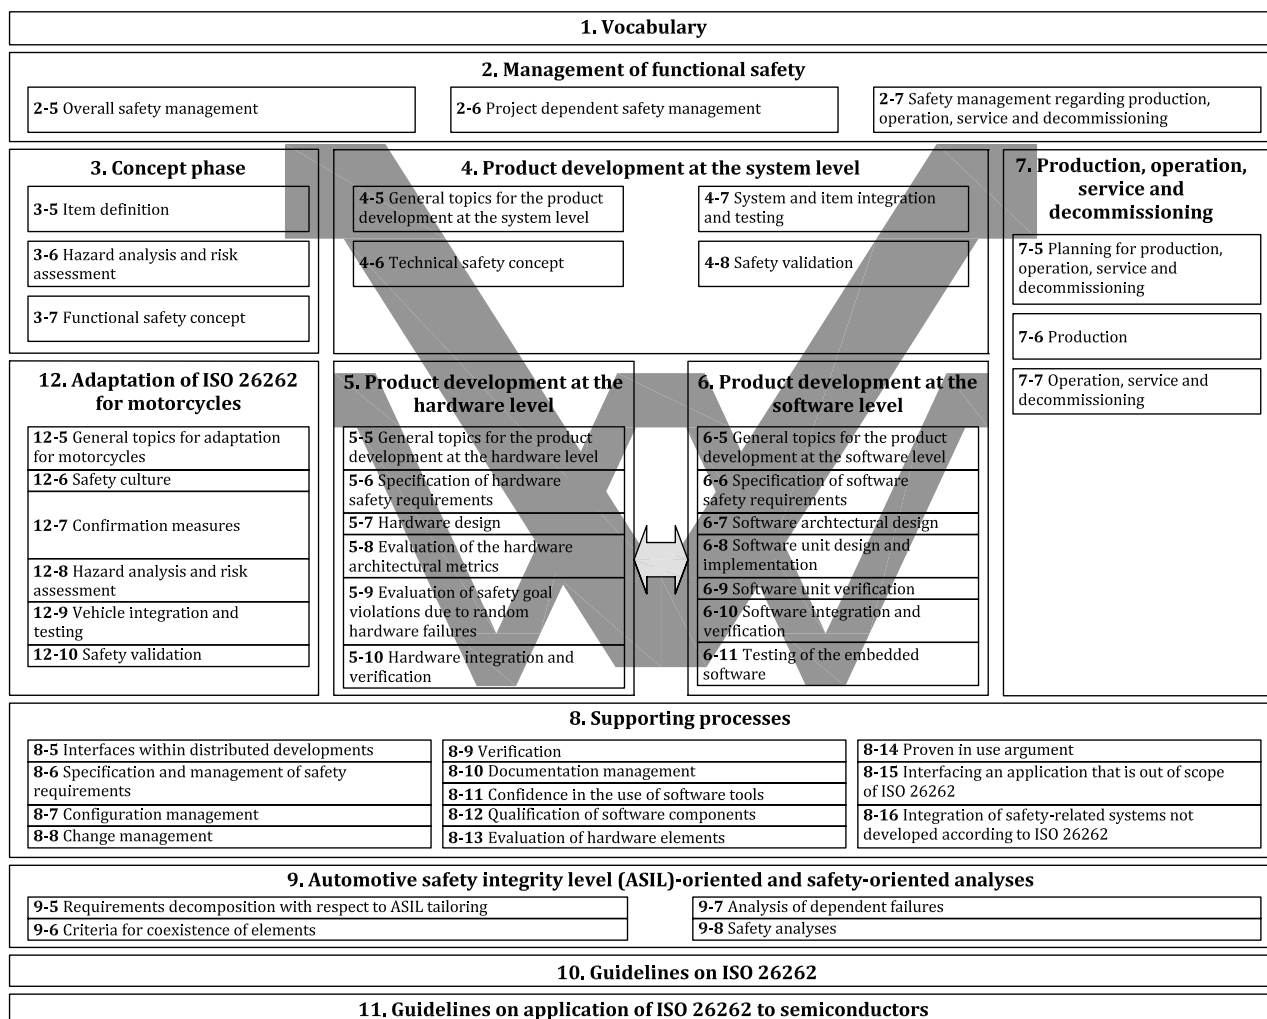 1. Vocabulary
2. Management of functional safety
2-5 Overall safety management
2-6 Project dependent safety management
2-7 Safety management regarding production,
operation, service and decommissioning
3. Concept phase
3-5 Item definition
3-6 Hazard analysis and risk
assessment
3-7 Functional safety concept
4. Product development at the system level
4-5 General topics for the product
development at the system level
4-6 Technical safety concept
4-7 System and item integration
and testing
4-8 Safety validation
7. Production, operation,
service and
decommissioning
7-5 Planning for production,
operation, service and
decommissioning
7-6 Production
7-7 Operation, service and
decommissioning
12. Adaptation of ISO 26262
for motorcycles
12-5 General topics for adaptation
for motorcycles
12-6 Safety culture
12-7 Confirmation measures
12-8 Hazard analysis and risk
assessment
12-9 Vehicle integration and
testing
12-10 Safety validation
5. Product development at the
hardware level
5-5 General topics for the product
development at the hardware level
5-6 Specification of hardware
safety requirements
5-7 Hardware design
5-8 Evaluation of the hardware
architectural metrics
5-9 Evaluation of safety goal
violations due to random
hardware failures
5-10 Hardware integration and
verification
6. Product development at the
software level
6-5 General topics for the product
development at the software level
6-6 Specification of software
safety requirements
6-7 Software archtectural design
6-8 Software unit design and
implementation
6-9 Software unit verification
6-10 Software integration and
verification
6-11 Testing of the embedded
software
8. Supporting processes
8-5 Interfaces within distributed developments
8-6 Specification and management of safety
requirements
8-7 Configuration management
8-8 Change management
8-9 Verification
8-10 Documentation management
8-11 Confidence in the use of software tools
8-12 Qualification of software components
8-13 Evaluation of hardware elements
8-14 Proven in use argument
8-15 Interfacing an application that is out of scope
of ISO 26262
8-16 Integration of safety-related systems not
developed according to ISO 26262
9. Automotive safety integrity level (ASIL)-oriented and safety-oriented analyses
9-5 Requirements decomposition with respect to ASIL tailoring
9-6 Criteria for coexistence of elements
9-7 Analysis of dependent failures
9-8 Safety analyses
10. Guidelines on ISO 26262
11. Guidelines on application of ISO 26262 to semiconductors